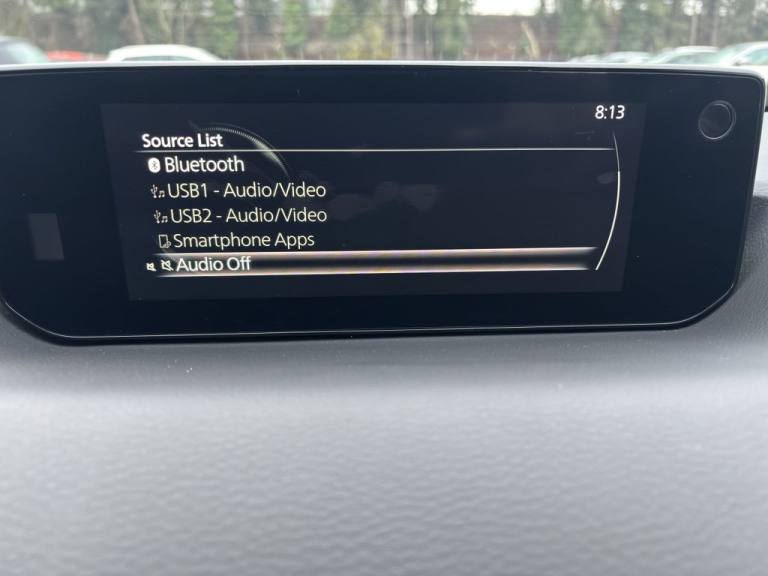 8:13
Source List
Bluetooth
USB1 - Audio/Video
USB2 - Audio/Video
Smartphone Apps
Audio Off